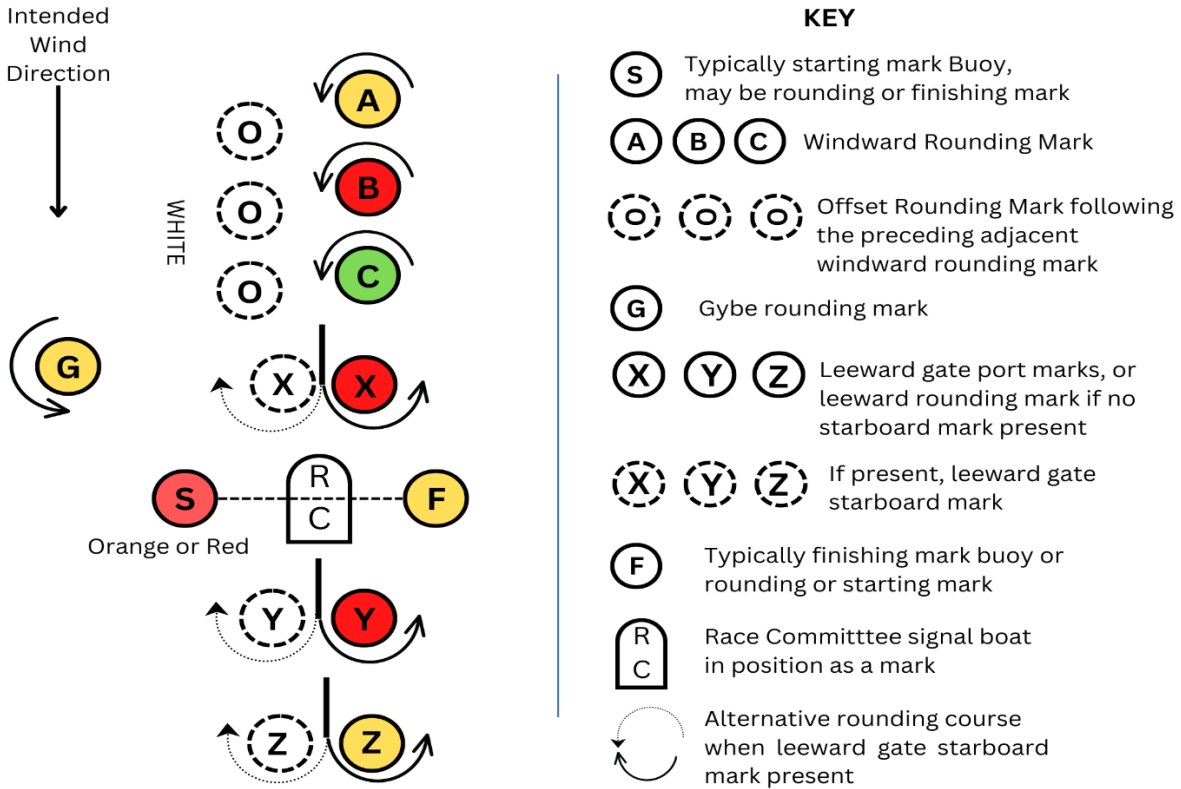 Intended
Wind
Direction
A
O
B
O
WHITE
C
O
G
X
X
S
R
C
F
Orange or Red
Y
Y
Z
Z
KEY
S
Typically starting mark Buoy,
may be rounding or finishing mark
A B C
Windward Rounding Mark
O O O
Offset Rounding Mark following
the preceding adjacent
windward rounding mark
G
Gybe rounding mark
X Y Z
Leeward gate port marks, or
leeward rounding mark if no
starboard mark present
X Y Z
If present, leeward gate
starboard mark
F
Typically finishing mark buoy or
rounding or starting mark
R
C
Race Committtee signal boat
in position as a mark
Alternative rounding course
when leeward gate starboard
mark present